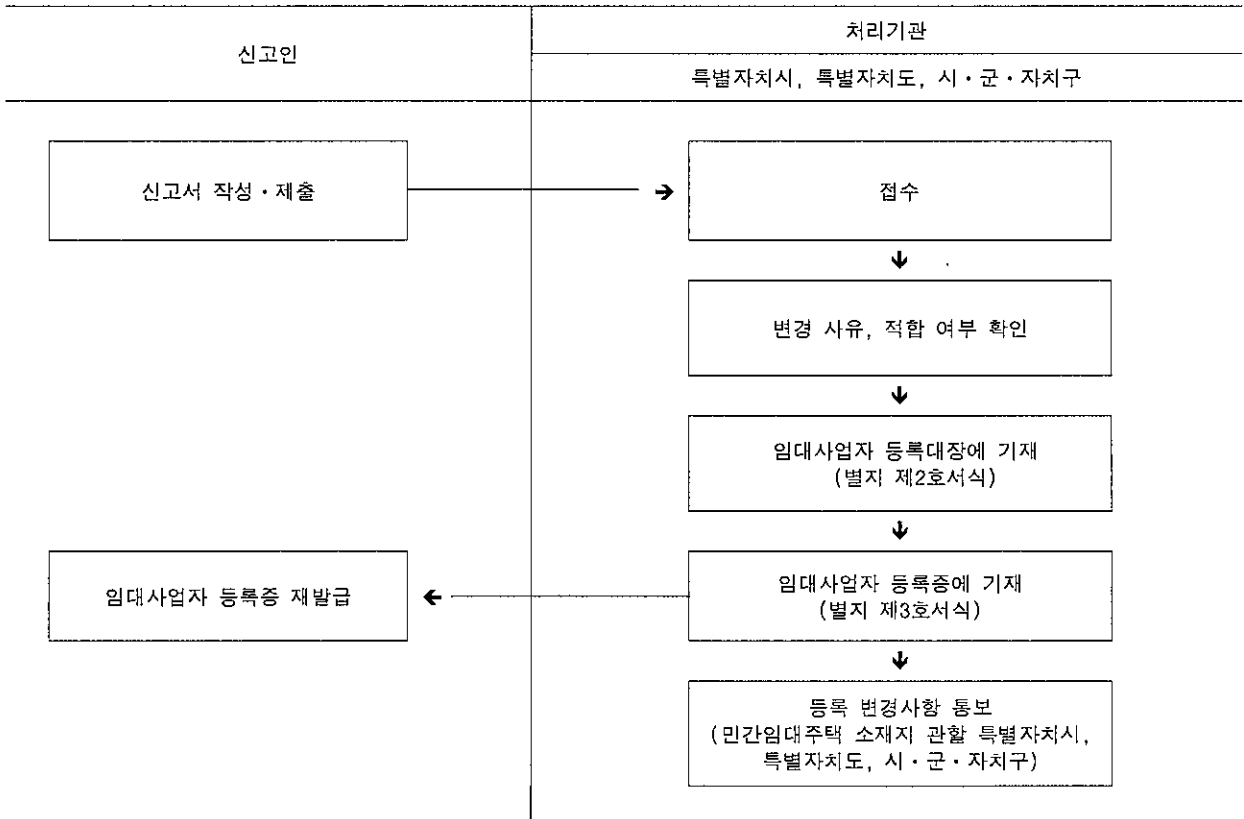 신고인
처리기관
특별자치시, 특별자치도, 시・군・자치구
신고서 작성・제출
접수
변경 사유, 적합 여부 확인
임대사업자 등록대장에 기재
(별지 제2호서식)
임대사업자 등록증 재발급
임대사업자 등록증에 기재
(별지 제3호서식)
등록 변경사항 통보
(민간임대주택 소재지 관할 특별자치시,
특별자치도, 시・군・자치구)